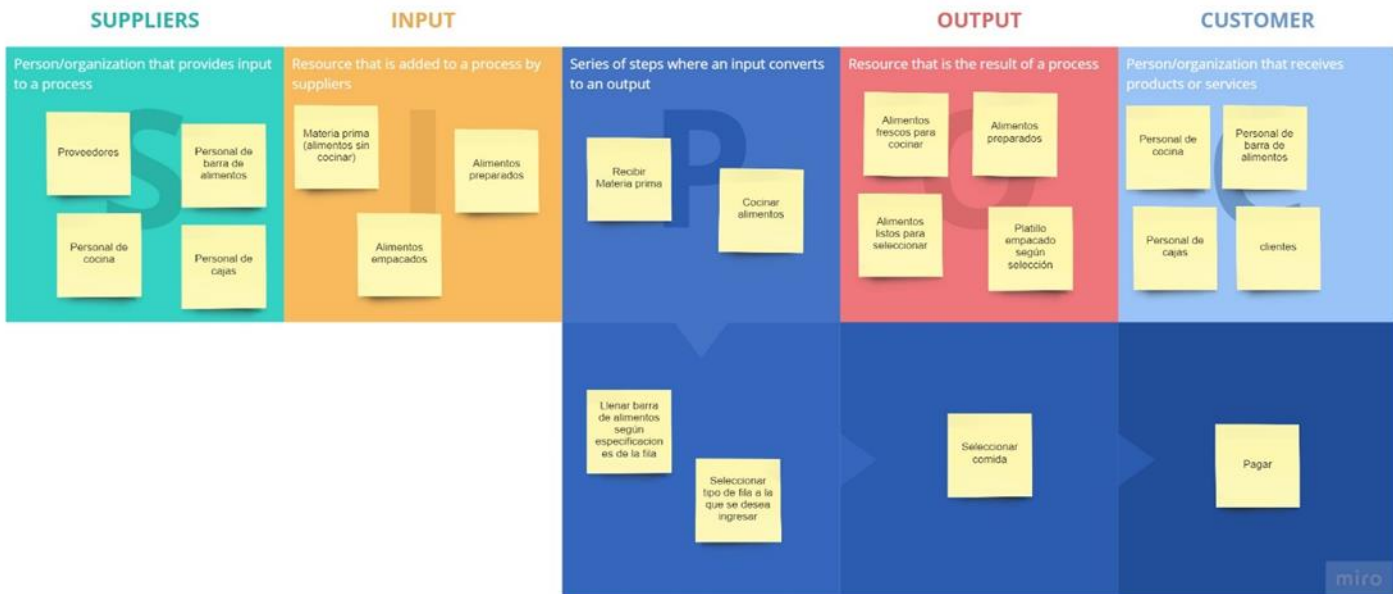 SUPPLIERS
INPUT
OUTPUT
CUSTOMER
Person/organization that provides input
to a process
Proveedores
Personal de
barra de
alimentos
Personal de
cocina
Personal de
cajas
S
Resource that is added to a process by
suppliers
Materia prima
(alimentos sin
cocinar)
Alimentos
preparados
Alimentos
empacados
I
Series of steps where an input converts
to an output
Recibir
Materia prima
Cocinar
alimentos
P
Resource that is the result of a process
Alimentos
frescos para
cocinar
Alimentos
preparados
Alimentos
listos para
seleccionar
Platillo
empacado
según
selección
O
Person/organization that receives
products or services
Personal de
cocina
Personal de
barra de
alimentos
Personal de
cajas
clientes
C
Llenar barra
de alimentos
según
especificacion
es de la fila
Seleccionar
tipo de fila a la
que se desea
ingresar
Seleccionar
comida
Pagar
miro